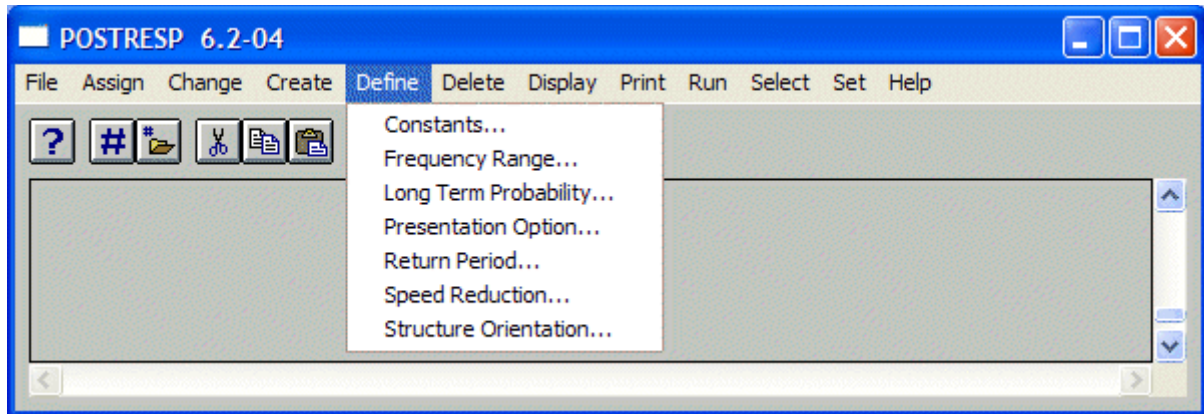 POSTRESP 6.2-04
File Assign Change Create Define Delete Display Print Run Select Set Help
? # #
Constants...
Frequency Range...
Long Term Probability...
Presentation Option...
Return Period...
Speed Reduction...
Structure Orientation...